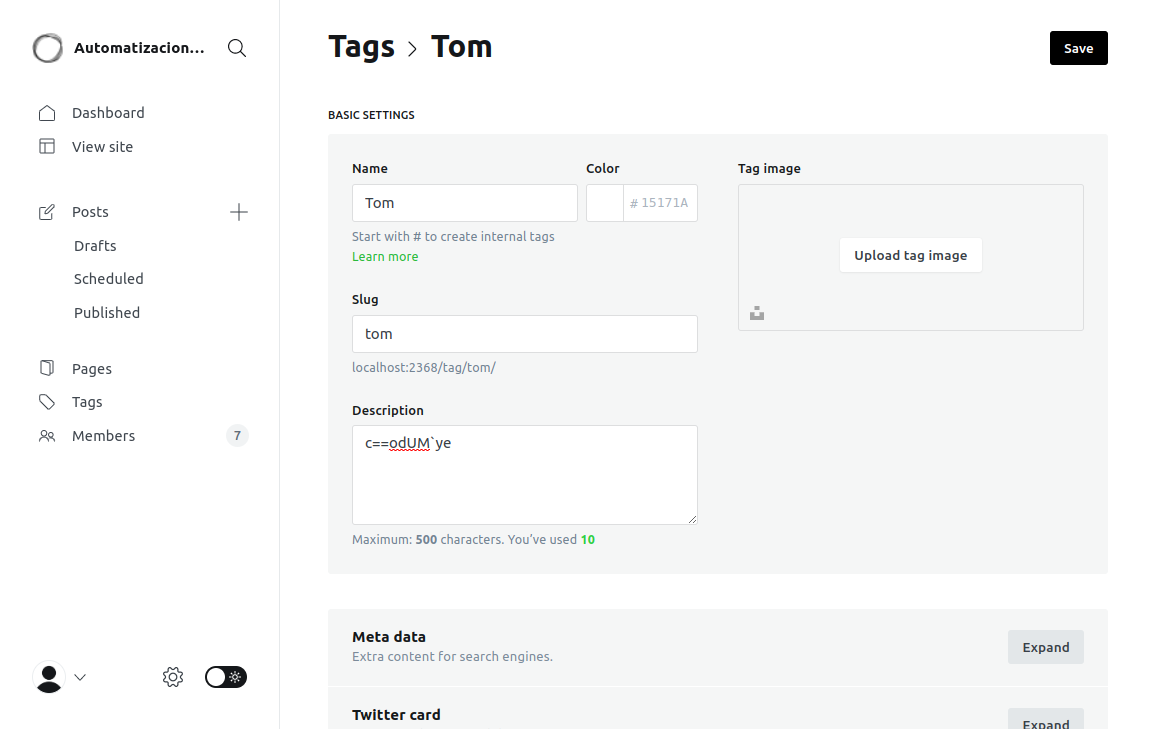 Automatizacion...
Dashboard
View site
Posts
Drafts
Scheduled
Published
Pages
Tags
Members 7
Tags > Tom
Save
BASIC SETTINGS
Name
Tom
Color
# 15171A
Start with # to create internal tags
Learn more
Slug
tom
localhost:2368/tag/tom/
Description
c==odUM`ye
Maximum: 500 characters. You’ve used 10
Tag image
Upload tag image
Meta data
Extra content for search engines.
Expand
Twitter card
Expand